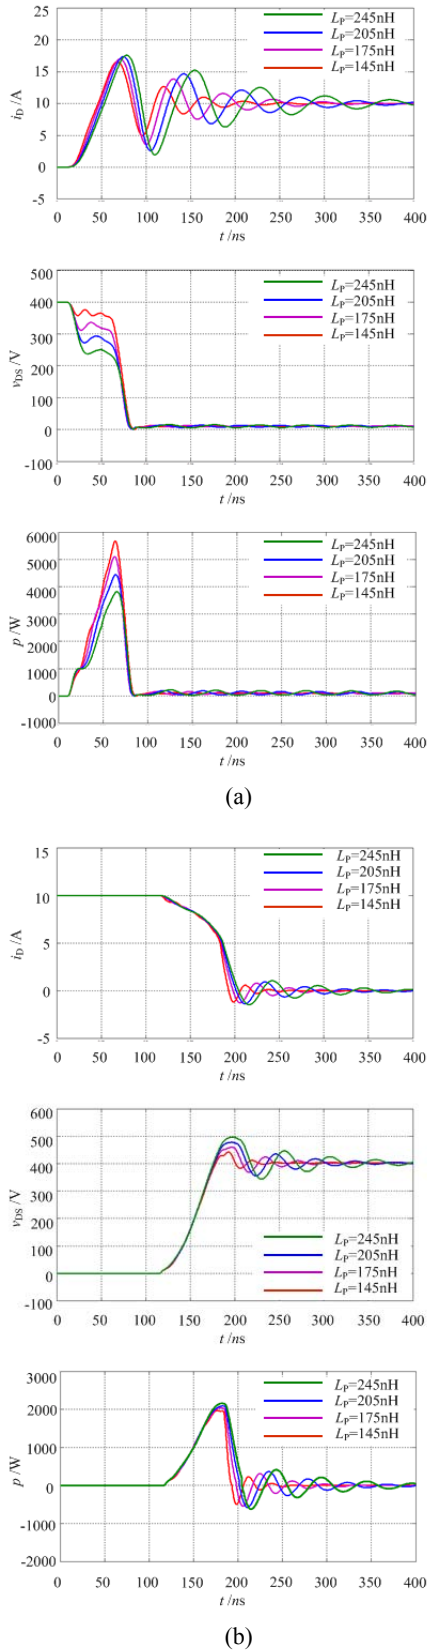 25
20
15
10
5
0
-5
iD /A
LP=245nH
LP=205nH
LP=175nH
LP=145nH
0 50 100 150 200 250 300 350 400
t /ns
500
400
300
200
100
0
-100
vDS /V
LP=245nH
LP=205nH
LP=175nH
LP=145nH
0 50 100 150 200 250 300 350 400
t /ns
6000
5000
4000
3000
2000
1000
0
-1000
p /W
LP=245nH
LP=205nH
LP=175nH
LP=145nH
0 50 100 150 200 250 300 350 400
t /ns
(a)
15
10
5
0
-5
iD /A
LP=245nH
LP=205nH
LP=175nH
LP=145nH
0 50 100 150 200 250 300 350 400
t /ns
600
500
400
300
200
100
0
-100
vDS /V
LP=245nH
LP=205nH
LP=175nH
LP=145nH
0 50 100 150 200 250 300 350 400
t /ns
3000
2000
1000
0
-1000
-2000
p /W
LP=245nH
LP=205nH
LP=175nH
LP=145nH
0 50 100 150 200 250 300 350 400
t /ns
(b)